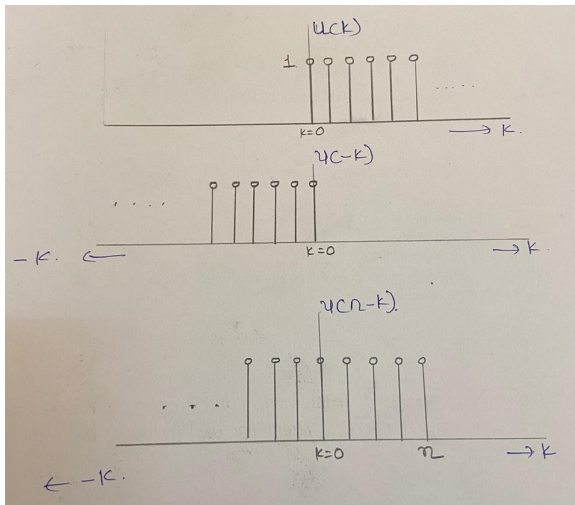 u(k)
1
.....
k=0
→ k.
u(-k)
....
-k. ←
k=0
→ k
u(n-k).
...
k=0
n
→ k
← -k.